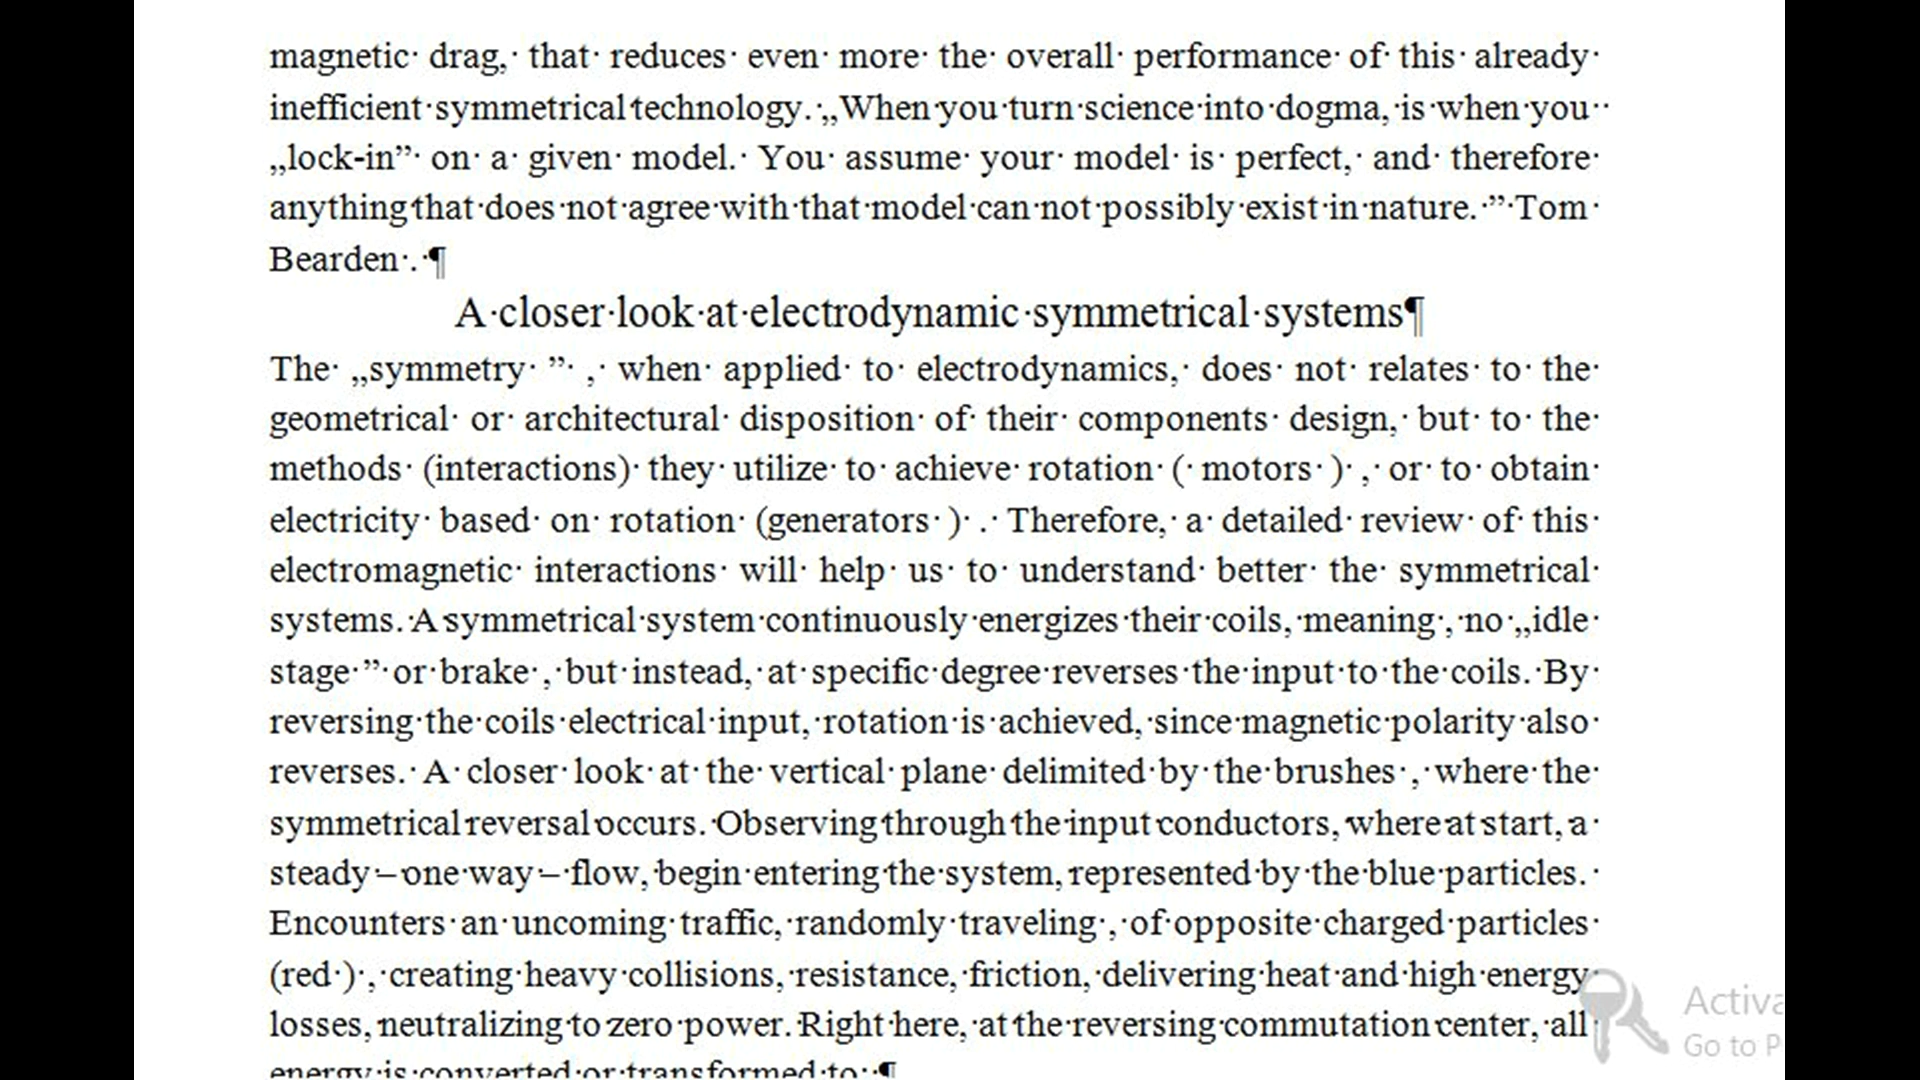 magnetic drag, that reduces even more the overall performance of this already
inefficient symmetrical technology. „When you turn science into dogma, is when you
„lock-in” on a given model. You assume your model is perfect, and therefore
anything that does not agree with that model can not possibly exist in nature. ” Tom
Bearden . ¶
A closer look at electrodynamic symmetrical systems¶
The „symmetry ” , when applied to electrodynamics, does not relates to the
geometrical or architectural disposition of their components design, but to the
methods (interactions) they utilize to achieve rotation ( motors ) , or to obtain
electricity based on rotation (generators ) . Therefore, a detailed review of this
electromagnetic interactions will help us to understand better the symmetrical
systems. A symmetrical system continuously energizes their coils, meaning , no „idle
stage ” or brake , but instead, at specific degree reverses the input to the coils. By
reversing the coils electrical input, rotation is achieved, since magnetic polarity also
reverses. A closer look at the vertical plane delimited by the brushes , where the
symmetrical reversal occurs. Observing through the input conductors, where at start, a
steady – one way – flow, begin entering the system, represented by the blue particles.
Encounters an uncoming traffic, randomly traveling , of opposite charged particles
(red ) , creating heavy collisions, resistance, friction, delivering heat and high energy
losses, neutralizing to zero power. Right here, at the reversing commutation center, all
energy is converted or transformed to: ¶
Activa
Go to P